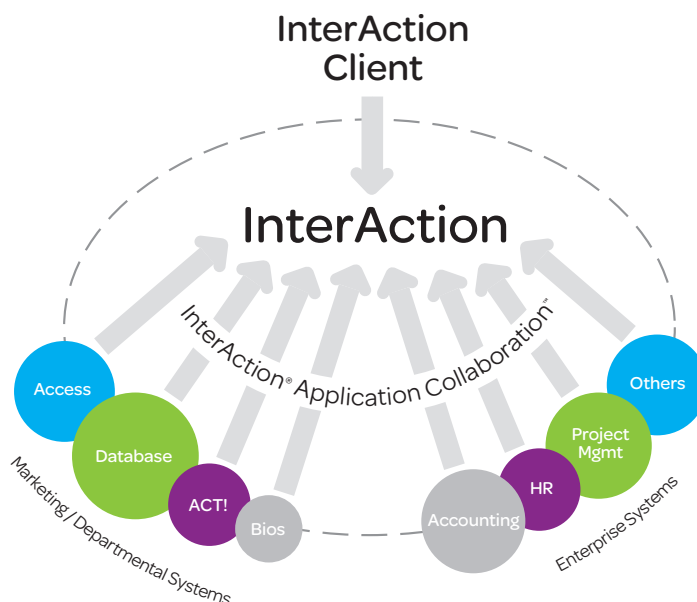 InterAction
Client
InterAction
InterAction® Application Collaboration™
Access
Database
ACT!
Bios
Marketing / Departmental Systems
Others
Project
Mgmt
HR
Accounting
Enterprise Systems